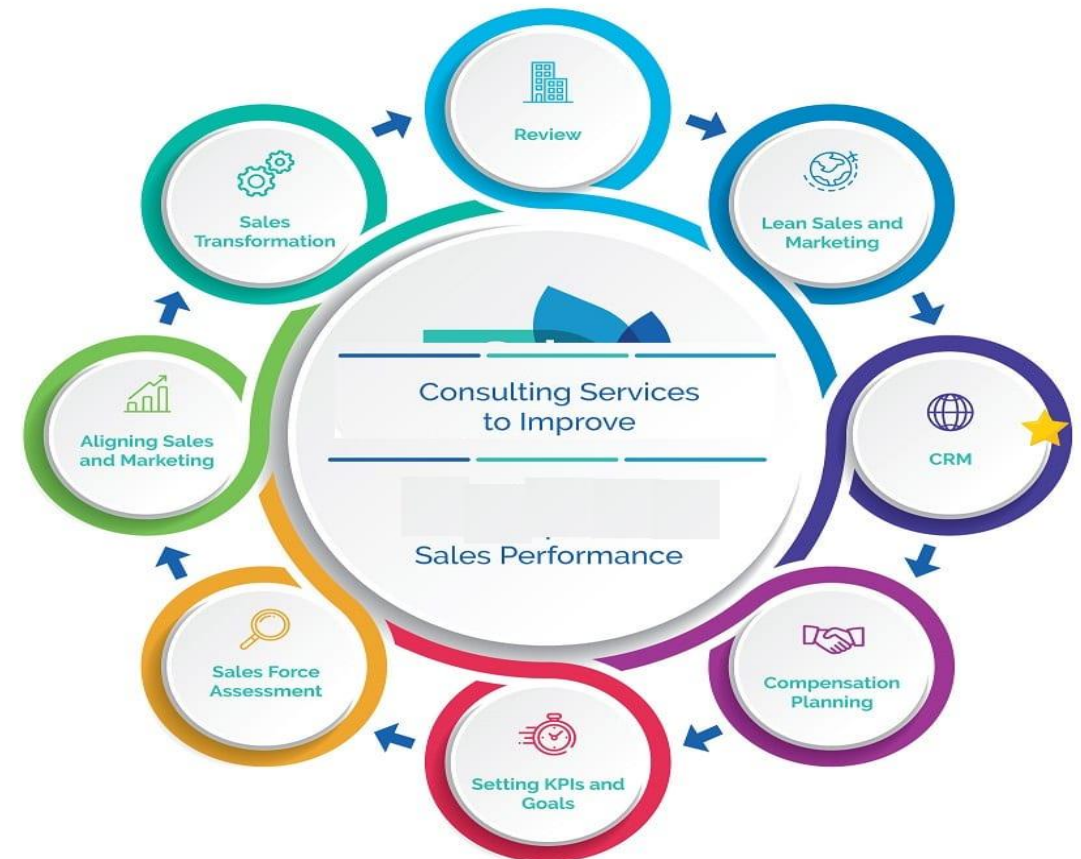 Review
Lean Sales and
Marketing
CRM
Compensation
Planning
Setting KPIs and
Goals
Sales Force
Assessment
Aligning Sales
and Marketing
Sales
Transformation
Consulting Services
to Improve
Sales Performance